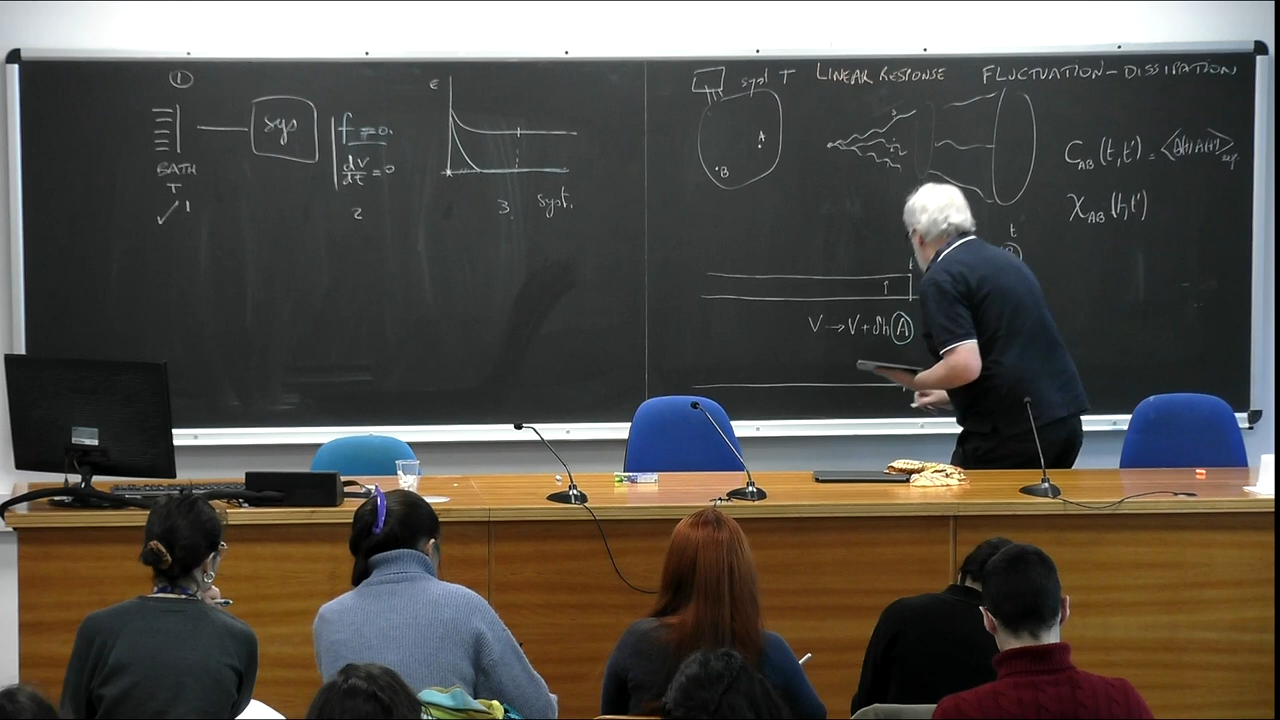 ①
BATH
T
✓ 1
sys
f = 0.
dv/dt = 0
2
ε
3.
syst.
syst T
A
B
LINEAR RESPONSE
FLUCTUATION-DISSIPATION
C_AB (t,t') =
χ_AB (t,t')
t
V → V + δh A